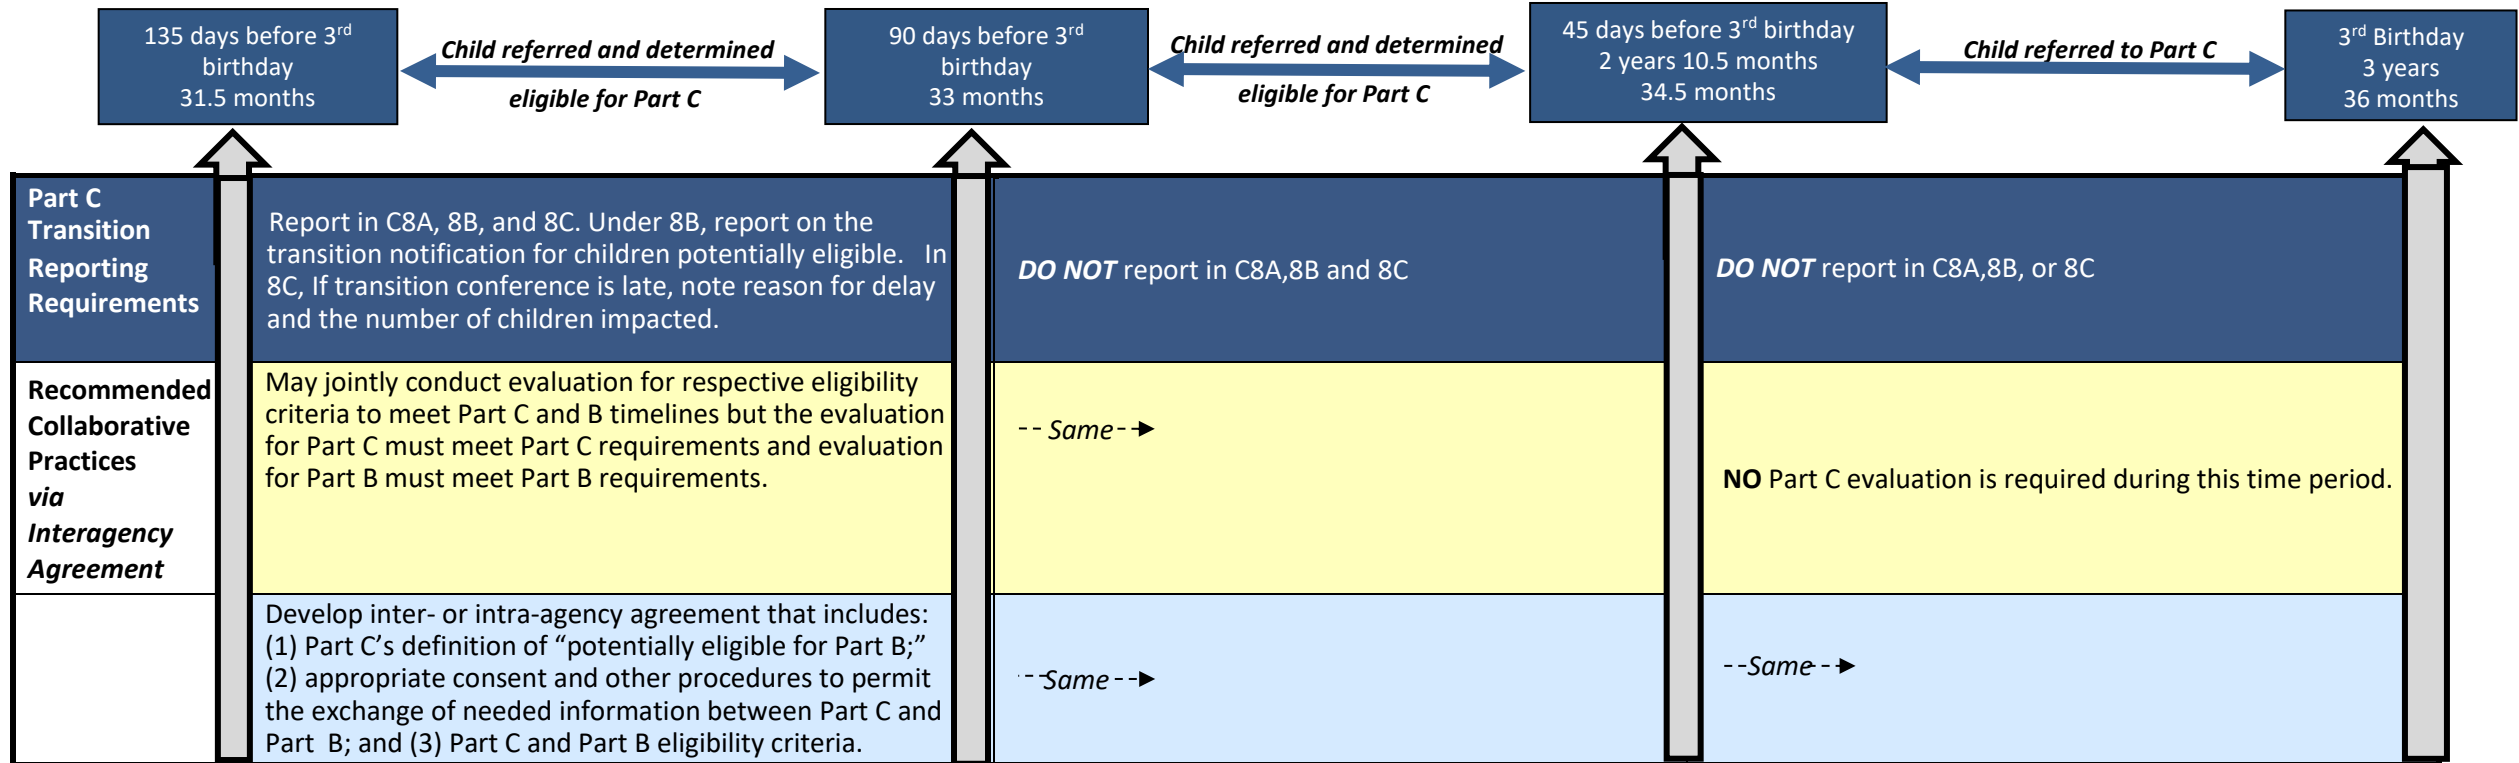 135 days before 3rd
birthday
31.5 months
Child referred and determined
eligible for Part C
90 days before 3rd
birthday
33 months
Child referred and determined
eligible for Part C
45 days before 3rd birthday
2 years 10.5 months
34.5 months
Child referred to Part C
3rd Birthday
3 years
36 months
Part C
Transition
Reporting
Requirements
Report in C8A, 8B, and 8C. Under 8B, report on the
transition notification for children potentially eligible. In
8C, If transition conference is late, note reason for delay
and the number of children impacted.
DO NOT report in C8A,8B and 8C
DO NOT report in C8A,8B, or 8C
Recommended
Collaborative
Practices
via
Interagency
Agreement
May jointly conduct evaluation for respective eligibility
criteria to meet Part C and B timelines but the evaluation
for Part C must meet Part C requirements and evaluation
for Part B must meet Part B requirements.
Same
NO Part C evaluation is required during this time period.
Develop inter- or intra-agency agreement that includes:
(1) Part C’s definition of “potentially eligible for Part B;”
(2) appropriate consent and other procedures to permit
the exchange of needed information between Part C and
Part B; and (3) Part C and Part B eligibility criteria.
Same
Same